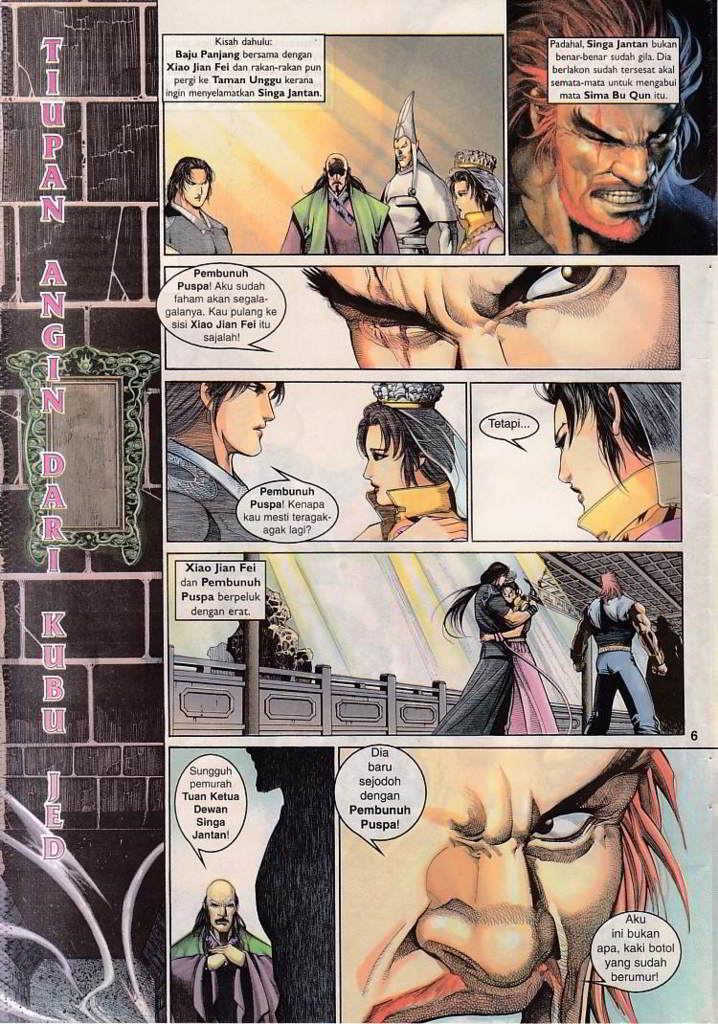 TIUPAN ANGIN DARI KUBU JED
Kisah dahulu:
Baju Panjang bersama dengan
Xiao Jian Fei dan rakan-rakan pun
pergi ke Taman Unggu kerana
ingin menyelamatkan Singa Jantan.
Padahal, Singa Jantan bukan
benar-benar sudah gila. Dia
berlakon sudah tersesat akal
semata-mata untuk mengabui
mata Sima Bu Qun itu.
Pembunuh
Puspa! Aku sudah
faham akan segala-
galanya. Kau pulang ke
sisi Xiao Jian Fei itu
sajalah!
Pembunuh
Puspa! Kenapa
kau mesti teragak-
agak lagi?
Tetapi...
Xiao Jian Fei
dan Pembunuh
Puspa berpeluk
dengan erat.
6
Sungguh
pemurah
Tuan Ketua
Dewan
Singa
Jantan!
Dia
baru
sejodoh
dengan
Pembunuh
Puspa!
Aku
ini bukan
apa, kaki botol
yang sudah
berumur!